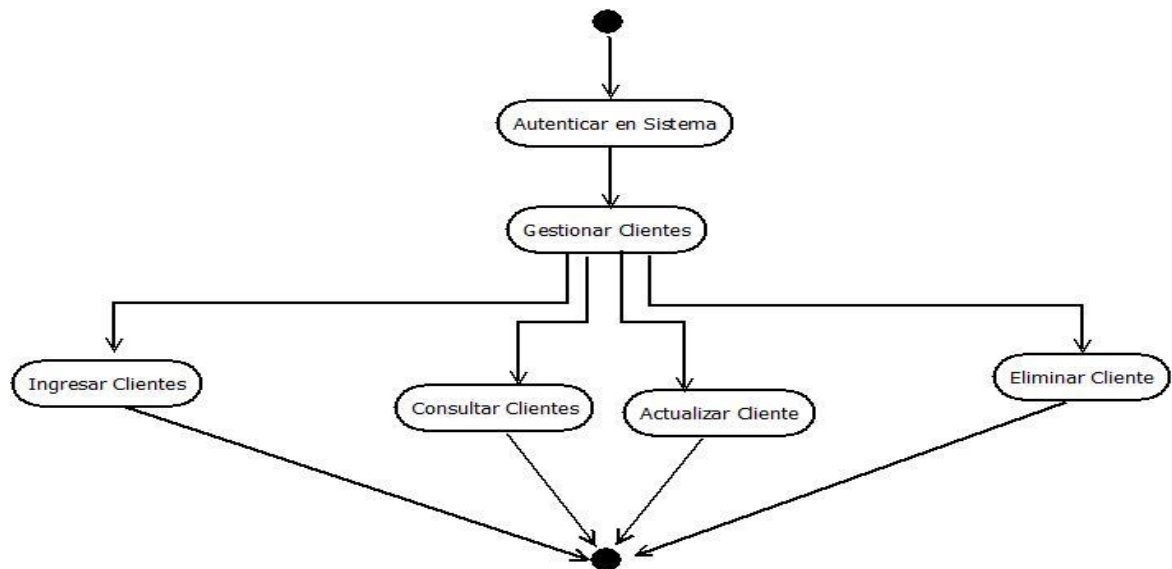 Autenticar en Sistema
Gestionar Clientes
Ingresar Clientes
Consultar Clientes
Actualizar Cliente
Eliminar Cliente